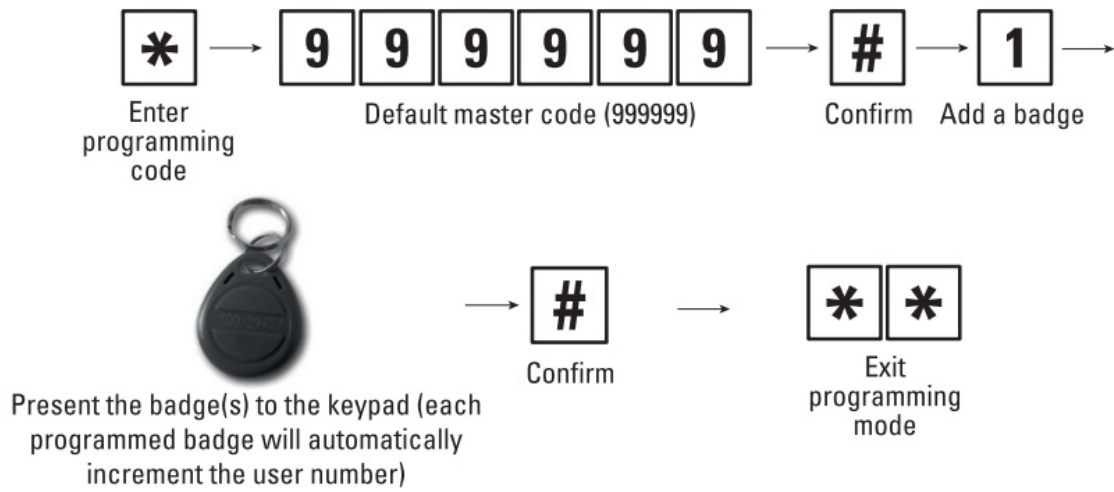 * 9 9 9 9 9 9 # 1
Enter
programming
code
Default master code (999999)
Confirm
Add a badge
Present the badge(s) to the keypad (each
programmed badge will automatically
increment the user number)
#
Confirm
* *
Exit
programming
mode